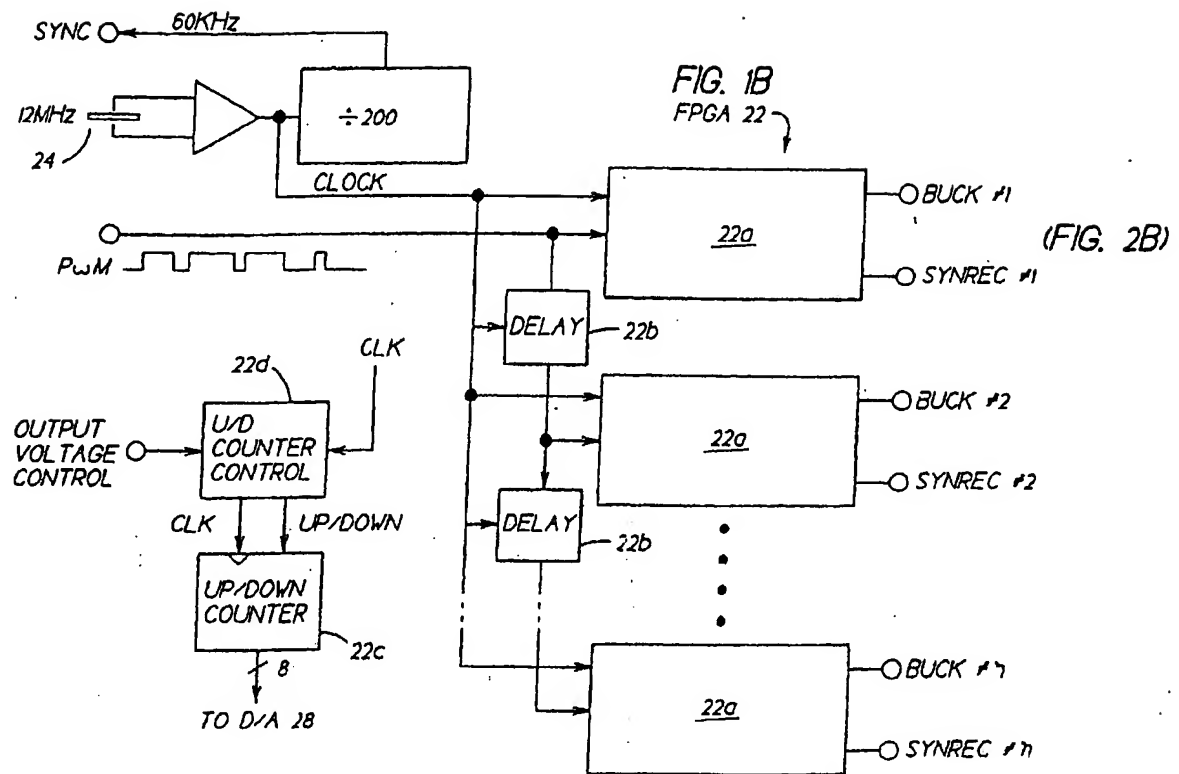 SYNC
60KHz
FIG. 1B
FPGA 22
12MHz
24
÷200
CLOCK
BUCK #1
22a
(FIG. 2B)
PWM
SYNREC #1
DELAY
22b
CLK
22d
OUTPUT
VOLTAGE
CONTROL
U/D
COUNTER
CONTROL
BUCK #2
22a
SYNREC #2
CLK
UP/DOWN
DELAY
22b
UP/DOWN
COUNTER
22c
8
TO D/A 28
BUCK #n
22a
SYNREC #n